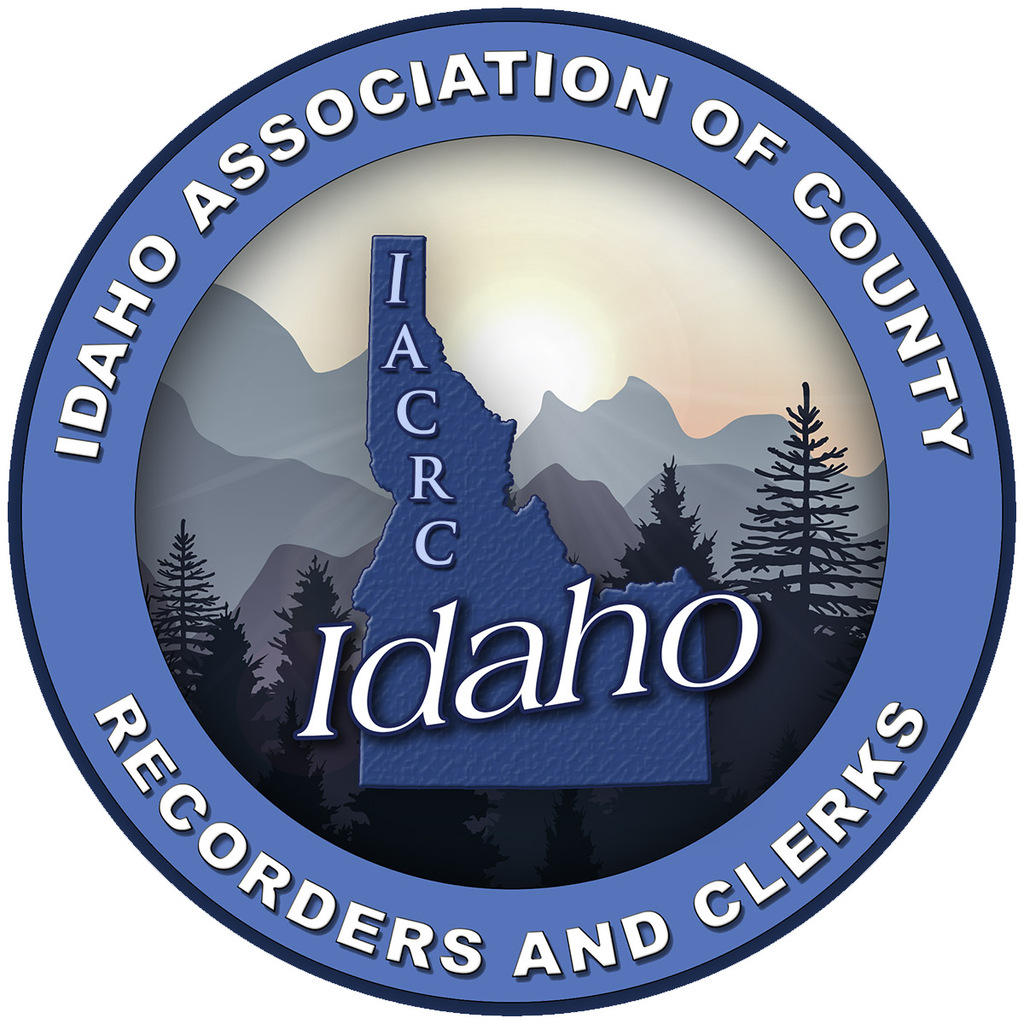 IDAHO ASSOCIATION OF COUNTY
IACRC
Idaho
RECORDERS AND CLERKS